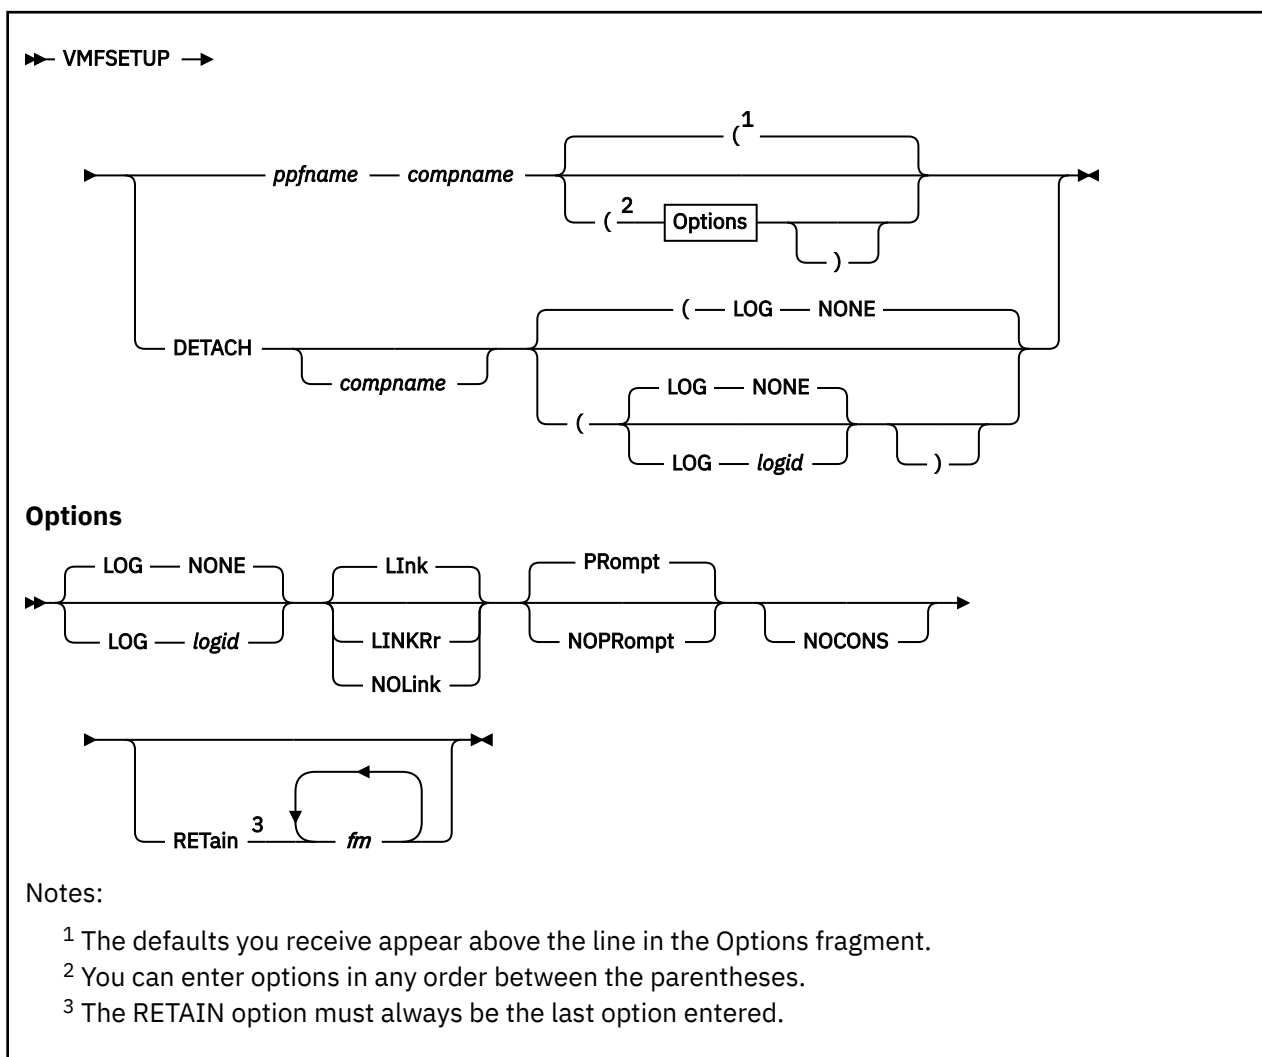 VMFSETUP
( 1
ppfname compname
( 2 Options
)
( LOG NONE
DETACH
compname
LOG NONE
(
LOG logid )
Options
LOG NONE LInk PRompt
LOG logid LINKRr NOPRompt NOCONS
NOLink
RETain 3 fm
Notes:
1 The defaults you receive appear above the line in the Options fragment.
2 You can enter options in any order between the parentheses.
3 The RETAIN option must always be the last option entered.